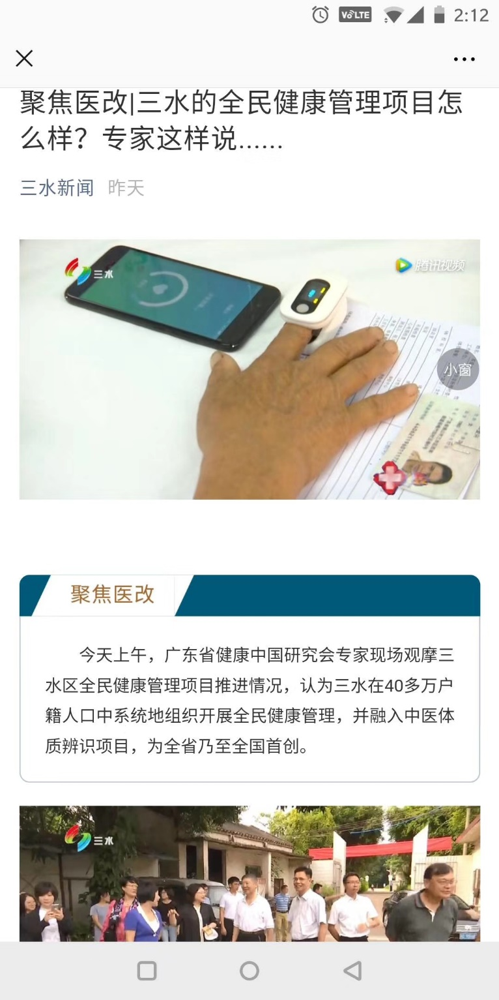 VoLTE 2:12
聚焦医改|三水的全民健康管理项目怎
么样？专家这样说......
三水新闻 昨天
三水 腾讯视频
小窗
聚焦医改
今天上午，广东省健康中国研究会专家现场观摩三
水区全民健康管理项目推进情况，认为三水在40多万户
籍人口中系统地组织开展全民健康管理，并融入中医体
质辨识项目，为全省乃至全国首创。
三水